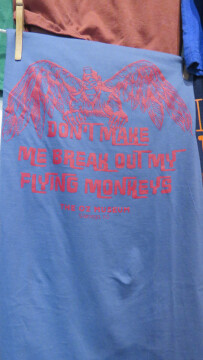 DON'T MAKE
ME BREAK OUT MY
FLYING MONKEYS